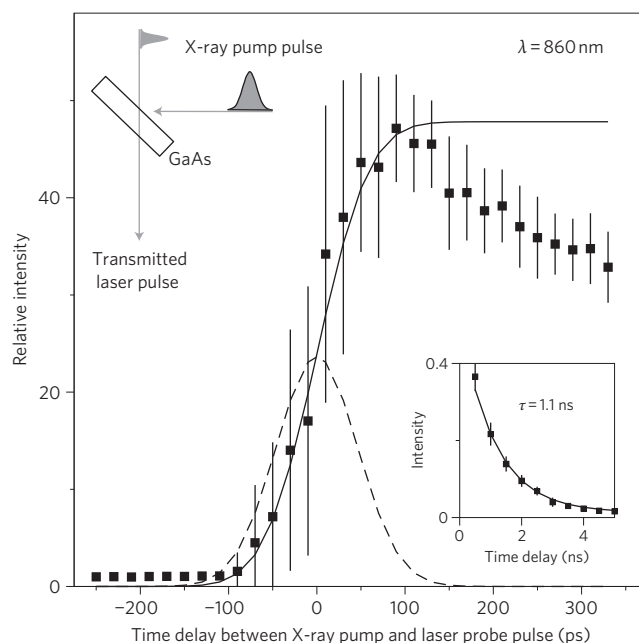 X-ray pump pulse
λ = 860 nm
GaAs
Transmitted
laser pulse
Relative intensity
40
20
0
0.4
τ = 1.1 ns
Intensity
0
0 2 4
Time delay (ns)
−200 −100 0 100 200 300
Time delay between X-ray pump and laser probe pulse (ps)